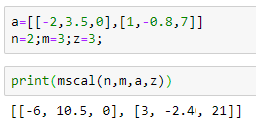 a=[[-2,3.5,0],[1,-0.8,7]]
n=2;m=3;z=3;
print(mscal(n,m,a,z))
[[-6, 10.5, 0], [3, -2.4, 21]]